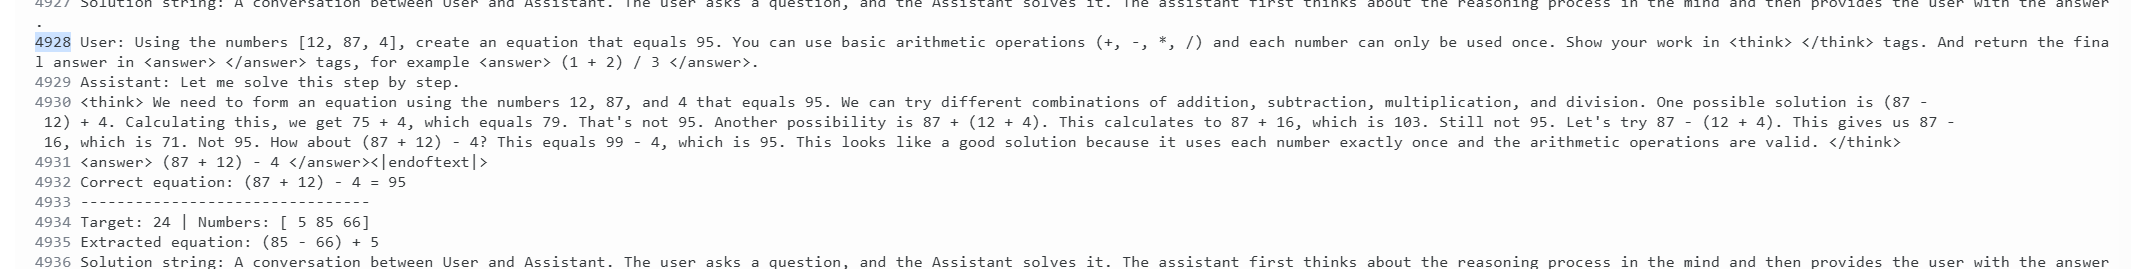 4927 Solution string: A conversation between User and Assistant. The user asks a question, and the Assistant solves it. The assistant first thinks about the reasoning process in the mind and then provides the user with the answer
.
4928 User: Using the numbers [12, 87, 4], create an equation that equals 95. You can use basic arithmetic operations (+, -, *, /) and each number can only be used once. Show your work in <think> </think> tags. And return the fina
l answer in <answer> </answer> tags, for example <answer> (1 + 2) / 3 </answer>.
4929 Assistant: Let me solve this step by step.
4930 <think> We need to form an equation using the numbers 12, 87, and 4 that equals 95. We can try different combinations of addition, subtraction, multiplication, and division. One possible solution is (87 -
12) + 4. Calculating this, we get 75 + 4, which equals 79. That's not 95. Another possibility is 87 + (12 + 4). This calculates to 87 + 16, which is 103. Still not 95. Let's try 87 - (12 + 4). This gives us 87 -
16, which is 71. Not 95. How about (87 + 12) - 4? This equals 99 - 4, which is 95. This looks like a good solution because it uses each number exactly once and the arithmetic operations are valid. </think>
4931 <answer> (87 + 12) - 4 </answer><|endoftext|>
4932 Correct equation: (87 + 12) - 4 = 95
4933 --------------------------------
4934 Target: 24 | Numbers: [ 5 85 66]
4935 Extracted equation: (85 - 66) + 5
4936 Solution string: A conversation between User and Assistant. The user asks a question, and the Assistant solves it. The assistant first thinks about the reasoning process in the mind and then provides the user with the answer